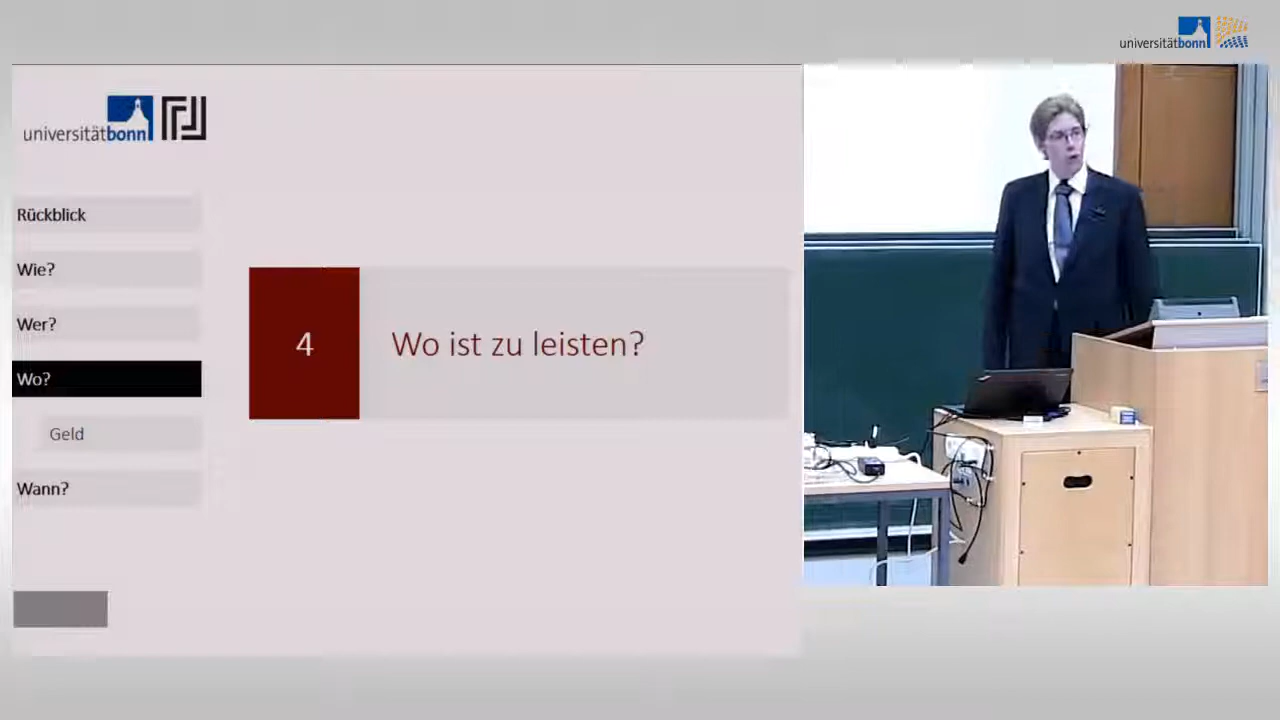 universitätbonn
universitätbonn
Rückblick
Wie?
Wer?
Wo?
Geld
Wann?
4
Wo ist zu leisten?